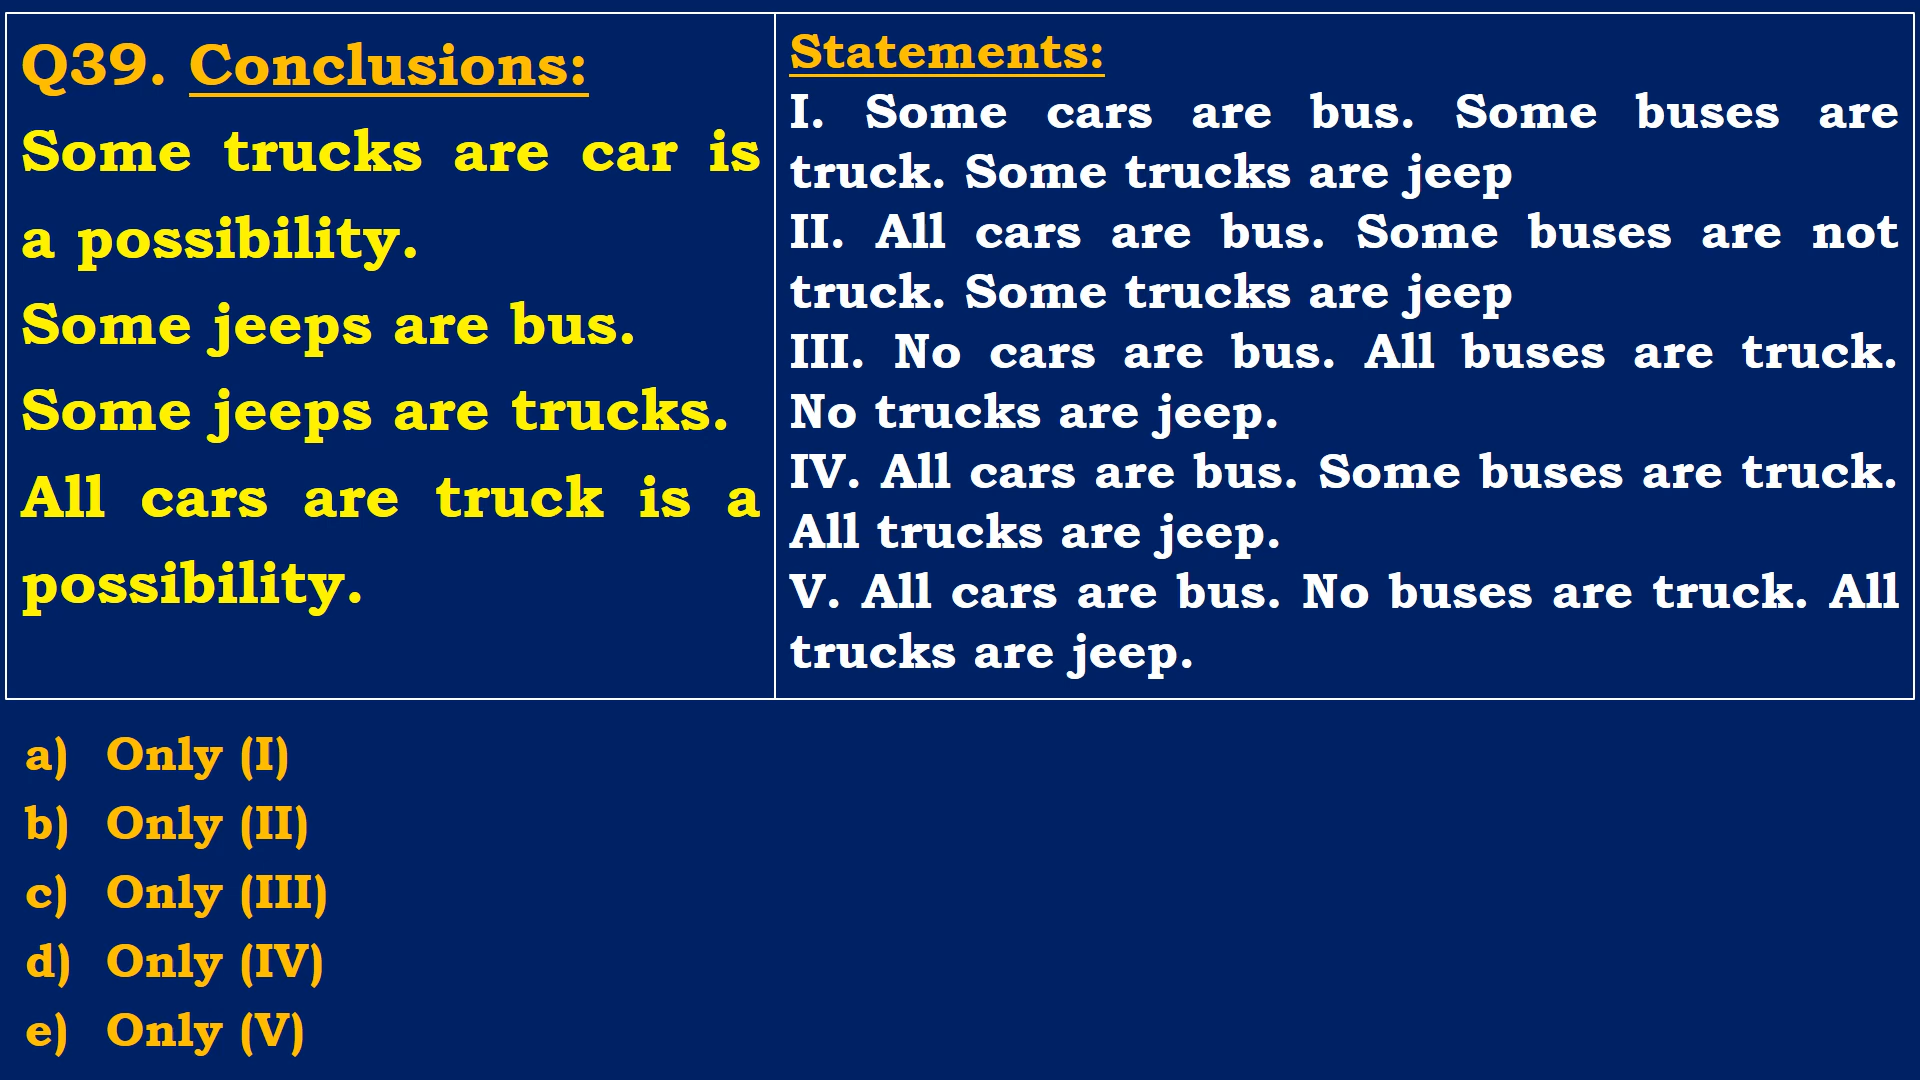 Q39. Conclusions:
Some trucks are car is
a possibility.
Some jeeps are bus.
Some jeeps are trucks.
All cars are truck is a
possibility.
Statements:
I. Some cars are bus. Some buses are
truck. Some trucks are jeep
II. All cars are bus. Some buses are not
truck. Some trucks are jeep
III. No cars are bus. All buses are truck.
No trucks are jeep.
IV. All cars are bus. Some buses are truck.
All trucks are jeep.
V. All cars are bus. No buses are truck. All
trucks are jeep.
a) Only (I)
b) Only (II)
c) Only (III)
d) Only (IV)
e) Only (V)